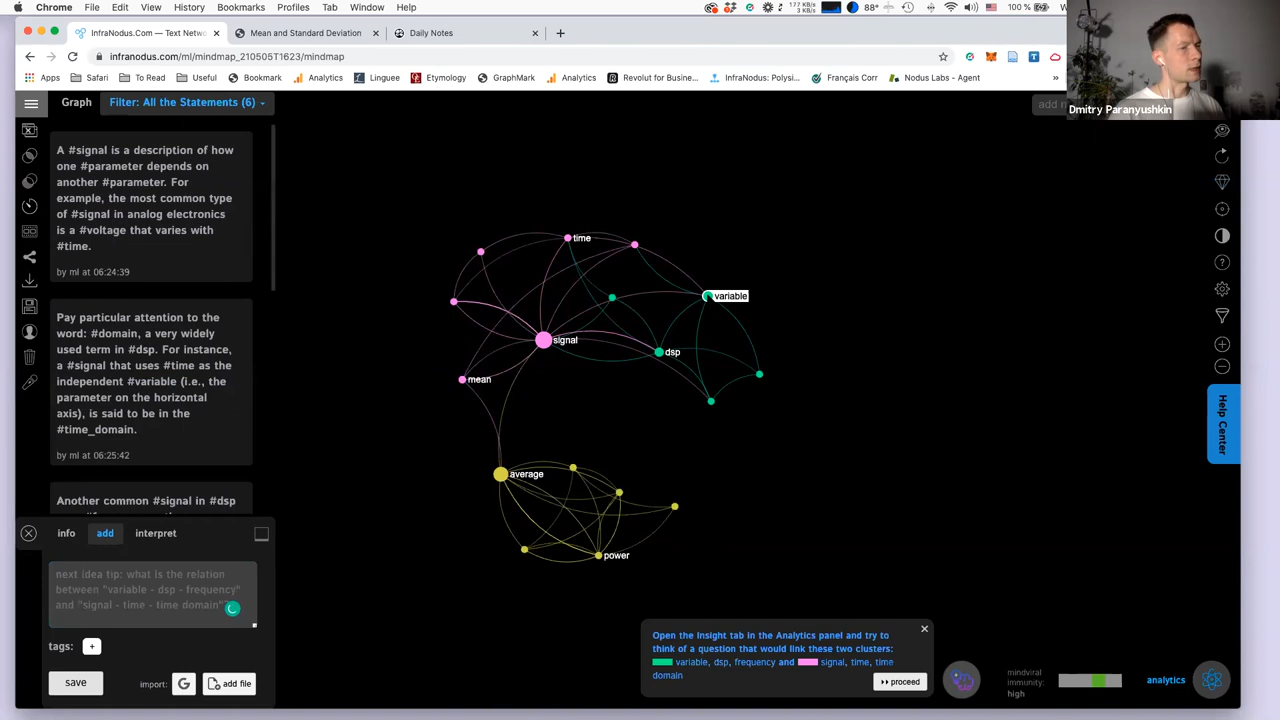 Chrome File Edit View History Bookmarks Profiles Tab Window Help
177 KB
3 KB/s
88°
100 %
InfraNodus.Com — Text Netw
Mean and Standard Deviation
Daily Notes
infranodus.com/ml/mindmap_210505T1623/mindmap
Apps Safari To Read Useful Bookmark Analytics Linguee Etymology GraphMark Analytics Revolut for Busine... InfraNodus: Polysi... Français Corr Nodus Labs - Agent
Dmitry Paranyushkin
Graph
Filter: All the Statements (6)
A #signal is a description of how
one #parameter depends on
another #parameter. For
example, the most common type
of #signal in analog electronics
is a #voltage that varies with
#time.
by ml at 06:24:39
Pay particular attention to the
word: #domain, a very widely
used term in #dsp. For instance,
a #signal that uses #time as the
independent #variable (i.e., the
parameter on the horizontal
axis), is said to be in the
#time_domain.
by ml at 06:25:42
Another common #signal in #dsp
info add interpret
next idea tip: what is the relation
between "variable - dsp - frequency"
and "signal - time - time domain"
tags: +
save
import:
add file
time
variable
signal
dsp
mean
average
power
Open the Insight tab in the Analytics panel and try to
think of a question that would link these two clusters:
variable, dsp, frequency and signal, time, time
domain
proceed
mindviral
immunity:
high
analytics
Help Center
add n